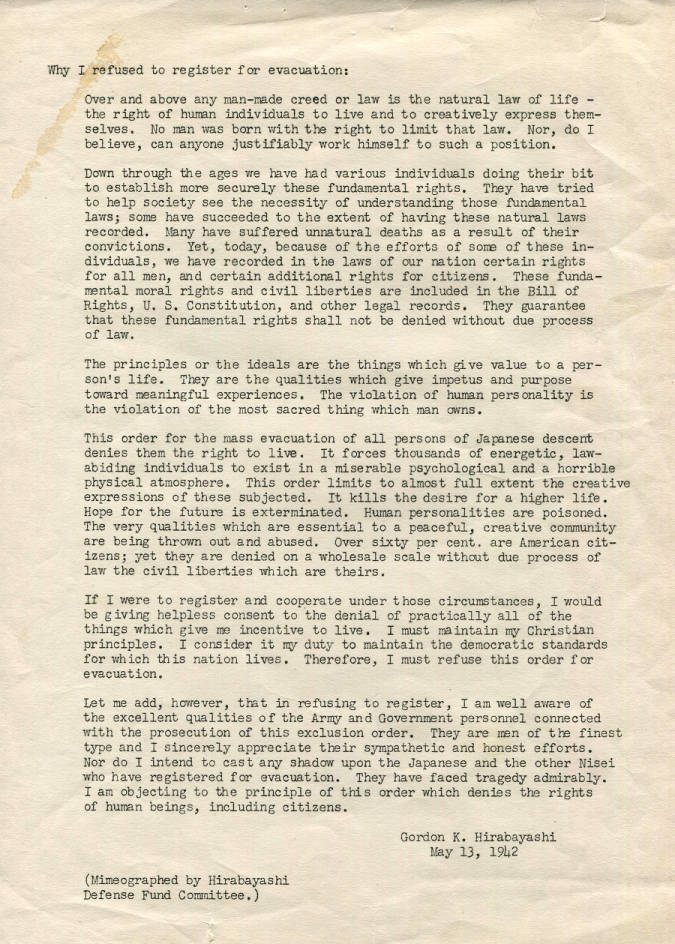 Why I refused to register for evacuation:
Over and above any man-made creed or law is the natural law of life -
the right of human individuals to live and to creatively express them-
selves. No man was born with the right to limit that law. Nor, do I
believe, can anyone justifiably work himself to such a position.
Down through the ages we have had various individuals doing their bit
to establish more securely these fundamental rights. They have tried
to help society see the necessity of understanding those fundamental
laws; some have succeeded to the extent of having these natural laws
recorded. Many have suffered unnatural deaths as a result of their
convictions. Yet, today, because of the efforts of some of these in-
dividuals, we have recorded in the laws of our nation certain rights
for all men, and certain additional rights for citizens. These funda-
mental moral rights and civil liberties are included in the Bill of
Rights, U. S. Constitution, and other legal records. They guarantee
that these fundamental rights shall not be denied without due process
of law.
The principles or the ideals are the things which give value to a per-
son's life. They are the qualities which give impetus and purpose
toward meaningful experiences. The violation of human personality is
the violation of the most sacred thing which man owns.
This order for the mass evacuation of all persons of Japanese descent
denies them the right to live. It forces thousands of energetic, law-
abiding individuals to exist in a miserable psychological and a horrible
physical atmosphere. This order limits to almost full extent the creative
expressions of these subjected. It kills the desire for a higher life.
Hope for the future is exterminated. Human personalities are poisoned.
The very qualities which are essential to a peaceful, creative community
are being thrown out and abused. Over sixty per cent. are American cit-
izens; yet they are denied on a wholesale scale without due process of
law the civil liberties which are theirs.
If I were to register and cooperate under those circumstances, I would
be giving helpless consent to the denial of practically all of the
things which give me incentive to live. I must maintain my Christian
principles. I consider it my duty to maintain the democratic standards
for which this nation lives. Therefore, I must refuse this order for
evacuation.
Let me add, however, that in refusing to register, I am well aware of
the excellent qualities of the Army and Government personnel connected
with the prosecution of this exclusion order. They are men of the finest
type and I sincerely appreciate their sympathetic and honest efforts.
Nor do I intend to cast any shadow upon the Japanese and the other Nisei
who have registered for evacuation. They have faced tragedy admirably.
I am objecting to the principle of this order which denies the rights
of human beings, including citizens.
Gordon K. Hirabayashi
May 13, 1942
(Mimeographed by Hirabayashi
Defense Fund Committee.)